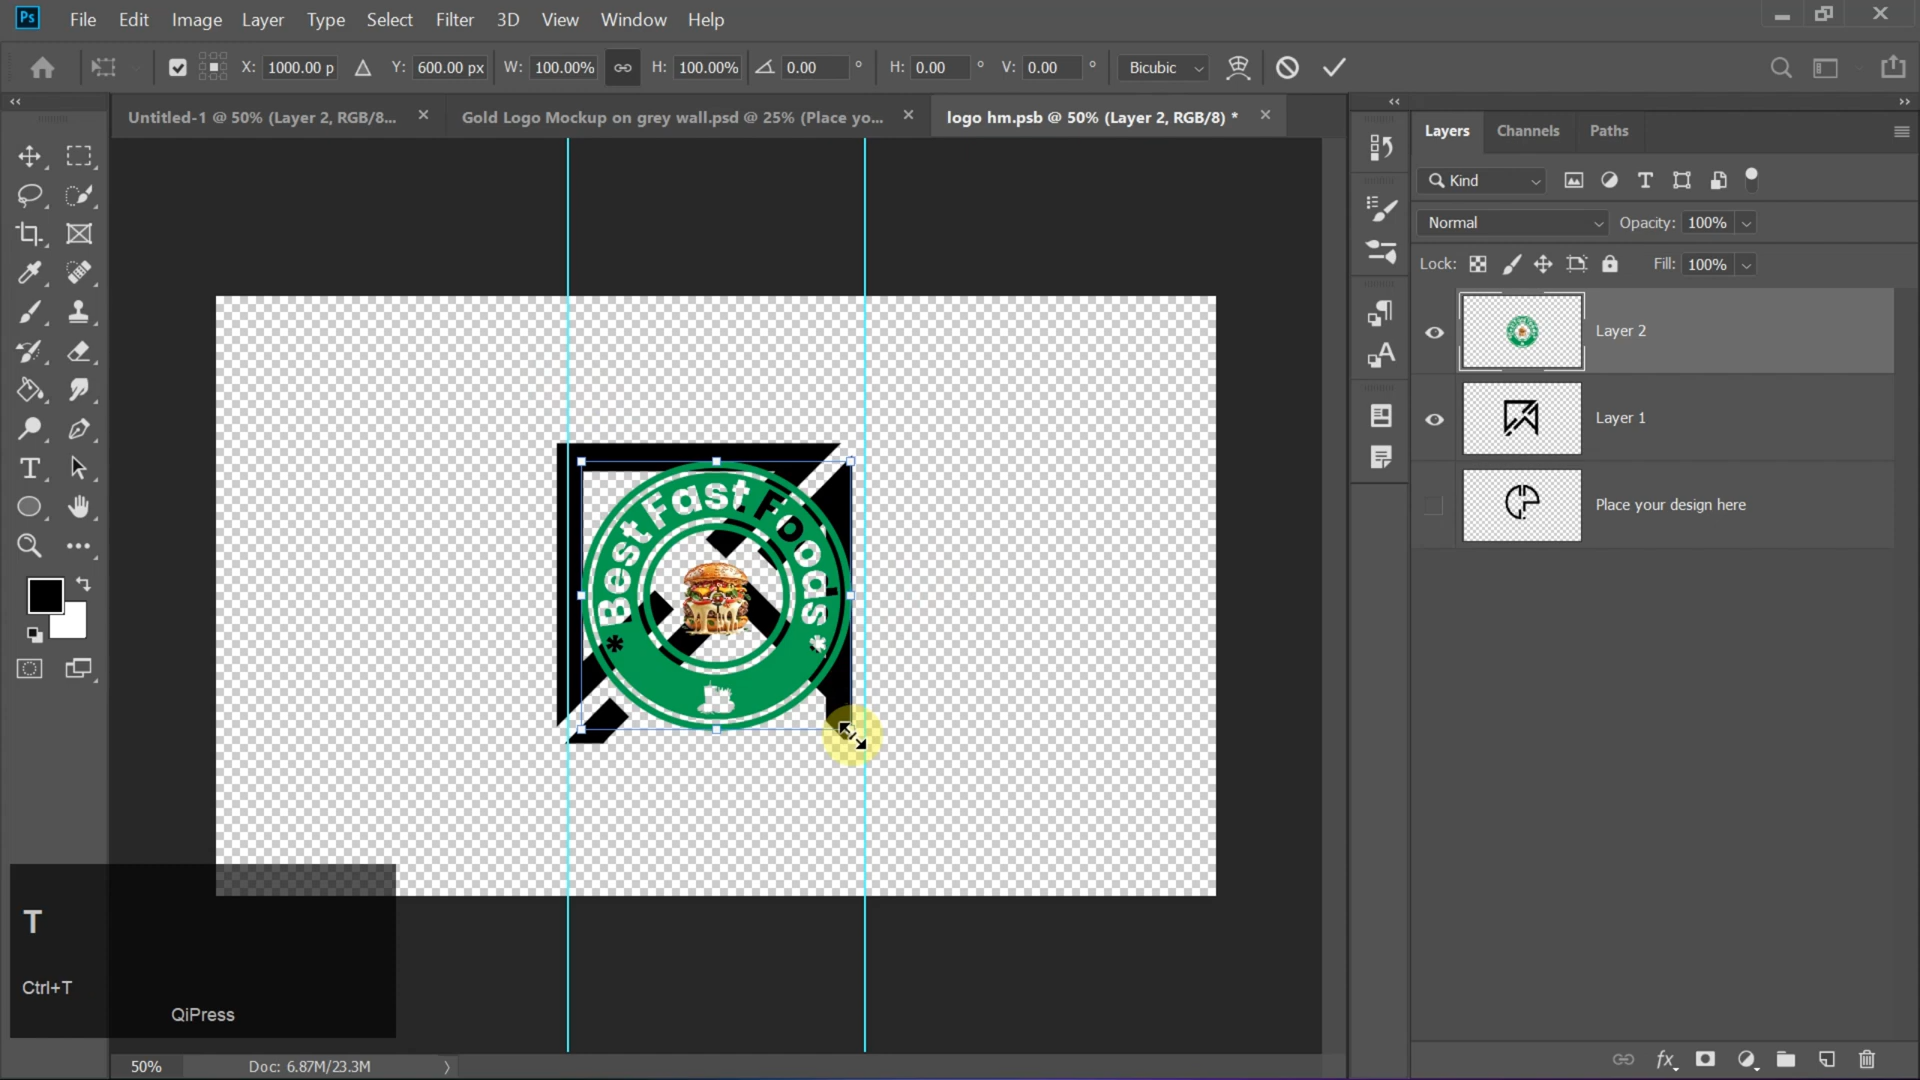 Ps File Edit Image Layer Type Select Filter 3D View Window Help
X: 1000.00 p Y: 600.00 px W: 100.00% H: 100.00% 0.00 ° H: 0.00 ° V: 0.00 ° Bicubic
Untitled-1 @ 50% (Layer 2, RGB/8... Gold Logo Mockup on grey wall.psd @ 25% (Place yo... logo hm.psb @ 50% (Layer 2, RGB/8) *
Layers Channels Paths
Kind
Normal Opacity: 100%
Lock: Fill: 100%
Layer 2
Layer 1
Place your design here
Best Fast Foods
T
Ctrl+T
QiPress
50% Doc: 6.87M/23.3M